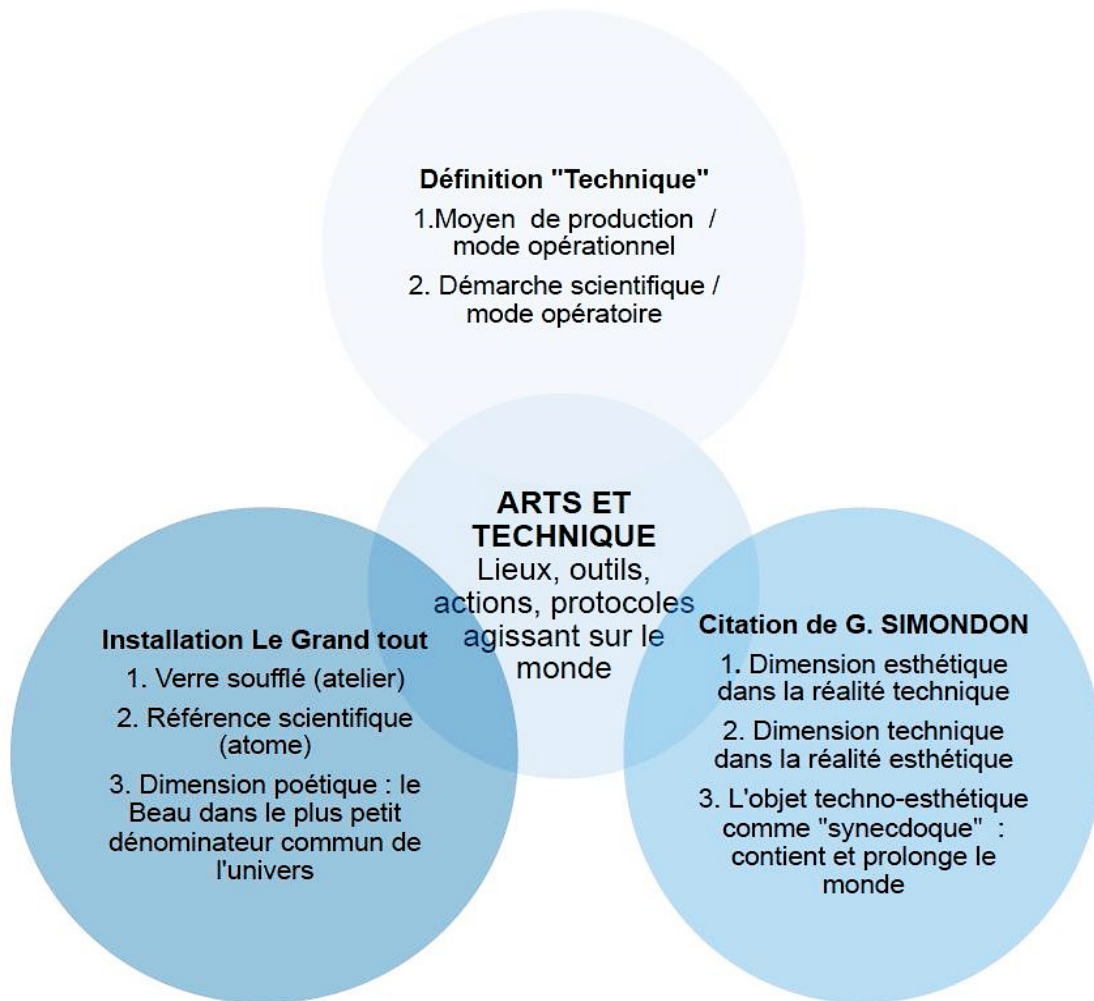 Définition "Technique"
1.Moyen de production /
mode opérationnel
2. Démarche scientifique /
mode opératoire
ARTS ET
TECHNIQUE
Lieux, outils,
actions, protocoles
agissant sur le
monde
Installation Le Grand tout
1. Verre soufflé (atelier)
2. Référence scientifique
(atome)
3. Dimension poétique : le
Beau dans le plus petit
dénominateur commun de
l'univers
Citation de G. SIMONDON
1. Dimension esthétique
dans la réalité technique
2. Dimension technique
dans la réalité esthétique
3. L'objet techno-esthétique
comme "synecdoque" :
contient et prolonge le
monde